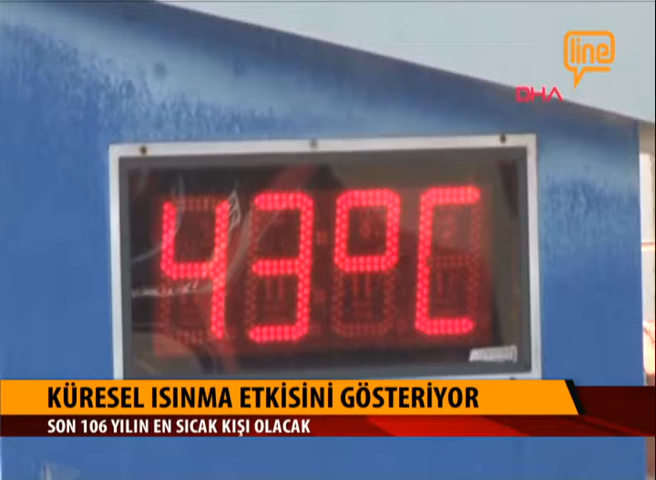 line
DHA
43°C
KÜRESEL ISINMA ETKİSİNİ GÖSTERİYOR
SON 106 YILIN EN SICAK KIŞI OLACAK